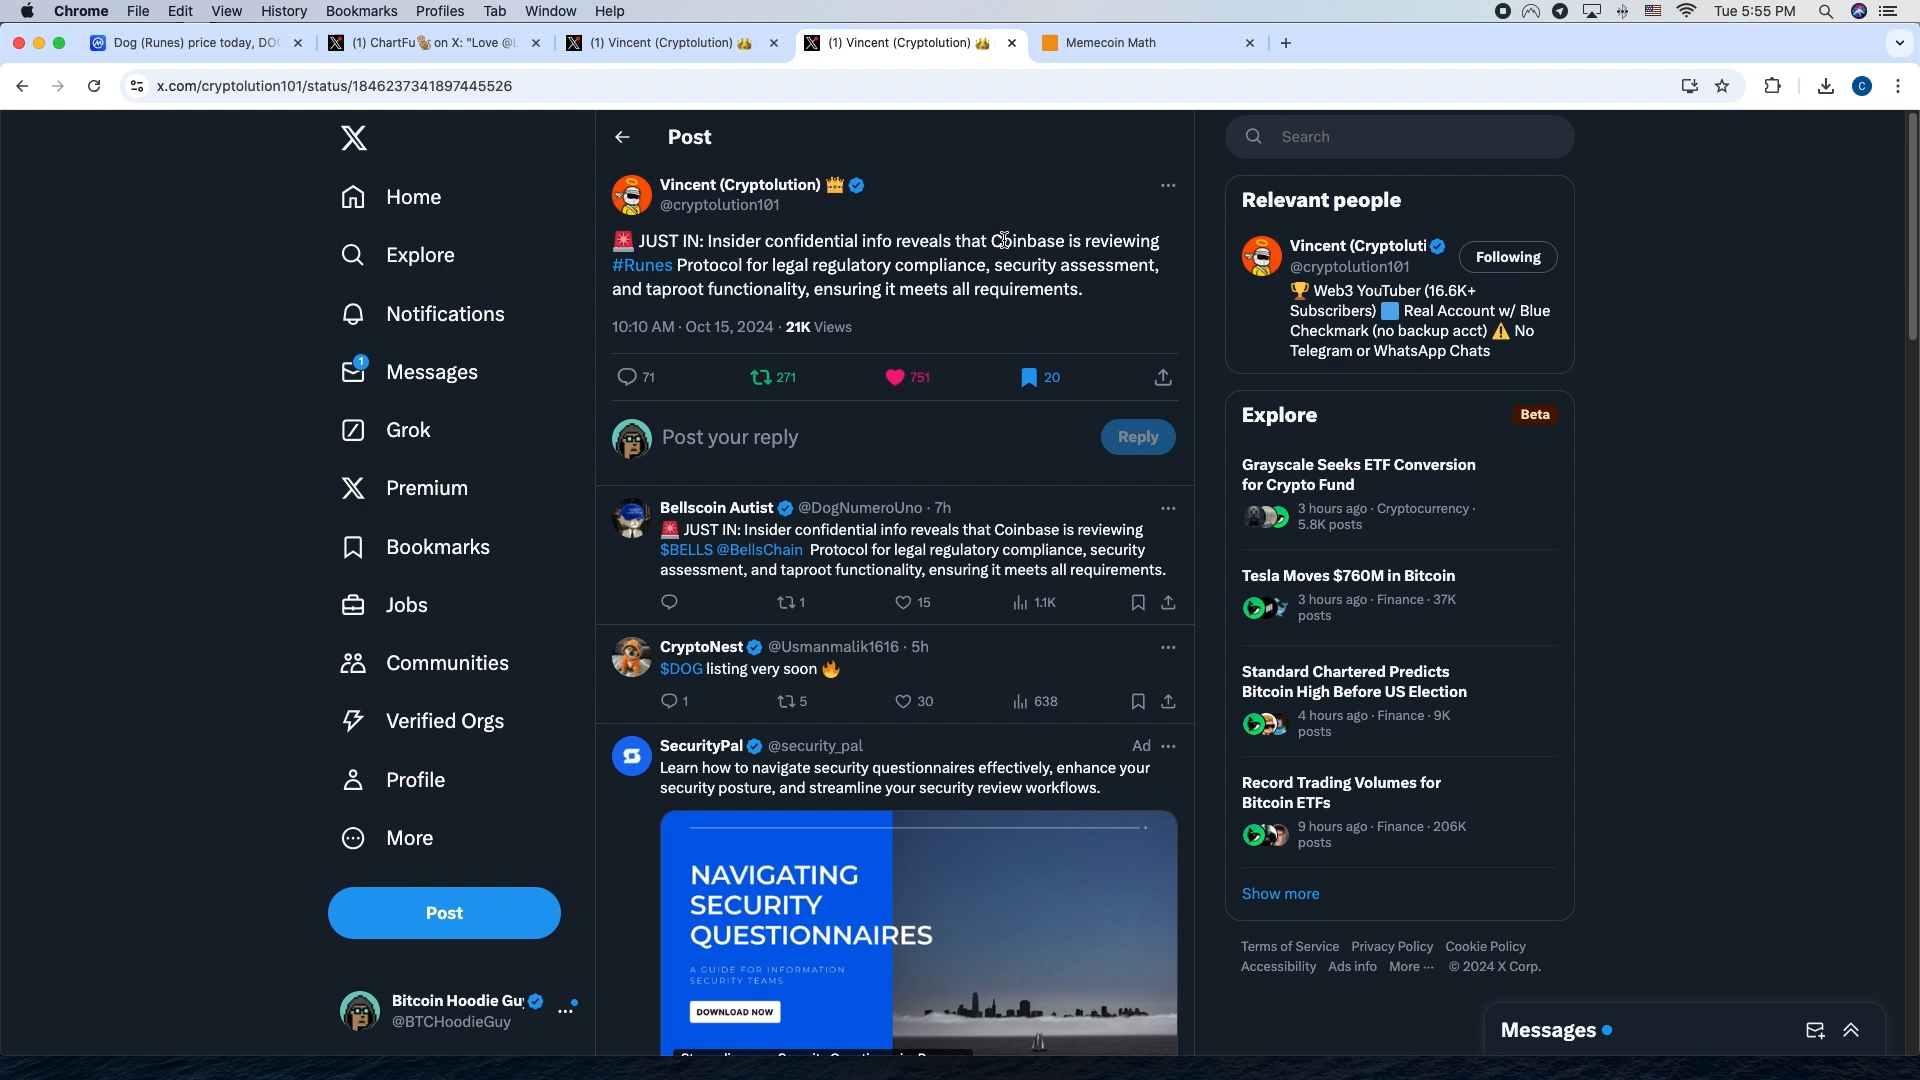 Chrome File Edit View History Bookmarks Profiles Tab Window Help Tue 5:55 PM
Dog (Runes) price today, DO
(1) ChartFu🐿️ on X: "Love @L
(1) Vincent (Cryptolution) 👑
(1) Vincent (Cryptolution) 👑
Memecoin Math
x.com/cryptolution101/status/1846237341897445526
C
Home
Explore
Notifications
1
Messages
Grok
Premium
Bookmarks
Jobs
Communities
Verified Orgs
Profile
More
Post
Bitcoin Hoodie Gu
@BTCHoodieGuy
Post
Vincent (Cryptolution) 👑
@cryptolution101
🚨 JUST IN: Insider confidential info reveals that Coinbase is reviewing
#Runes Protocol for legal regulatory compliance, security assessment,
and taproot functionality, ensuring it meets all requirements.
10:10 AM · Oct 15, 2024 · 21K Views
71 271 751 20
Post your reply
Reply
Bellscoin Autist @DogNumeroUno · 7h
🚨 JUST IN: Insider confidential info reveals that Coinbase is reviewing
$BELLS @BellsChain Protocol for legal regulatory compliance, security
assessment, and taproot functionality, ensuring it meets all requirements.
1 15 1.1K
CryptoNest @Usmanmalik1616 · 5h
$DOG listing very soon 🔥
1 5 30 638
SecurityPal @security_pal Ad
Learn how to navigate security questionnaires effectively, enhance your
security posture, and streamline your security review workflows.
NAVIGATING
SECURITY
QUESTIONNAIRES
A GUIDE FOR INFORMATION
SECURITY TEAMS
DOWNLOAD NOW
Search
Relevant people
Vincent (Cryptoluti
@cryptolution101
Following
🏆 Web3 YouTuber (16.6K+
Subscribers) 🟦 Real Account w/ Blue
Checkmark (no backup acct) ⚠️ No
Telegram or WhatsApp Chats
Explore
Beta
Grayscale Seeks ETF Conversion
for Crypto Fund
3 hours ago · Cryptocurrency ·
5.8K posts
Tesla Moves $760M in Bitcoin
3 hours ago · Finance · 37K
posts
Standard Chartered Predicts
Bitcoin High Before US Election
4 hours ago · Finance · 9K
posts
Record Trading Volumes for
Bitcoin ETFs
9 hours ago · Finance · 206K
posts
Show more
Terms of Service Privacy Policy Cookie Policy
Accessibility Ads info More ··· © 2024 X Corp.
Messages